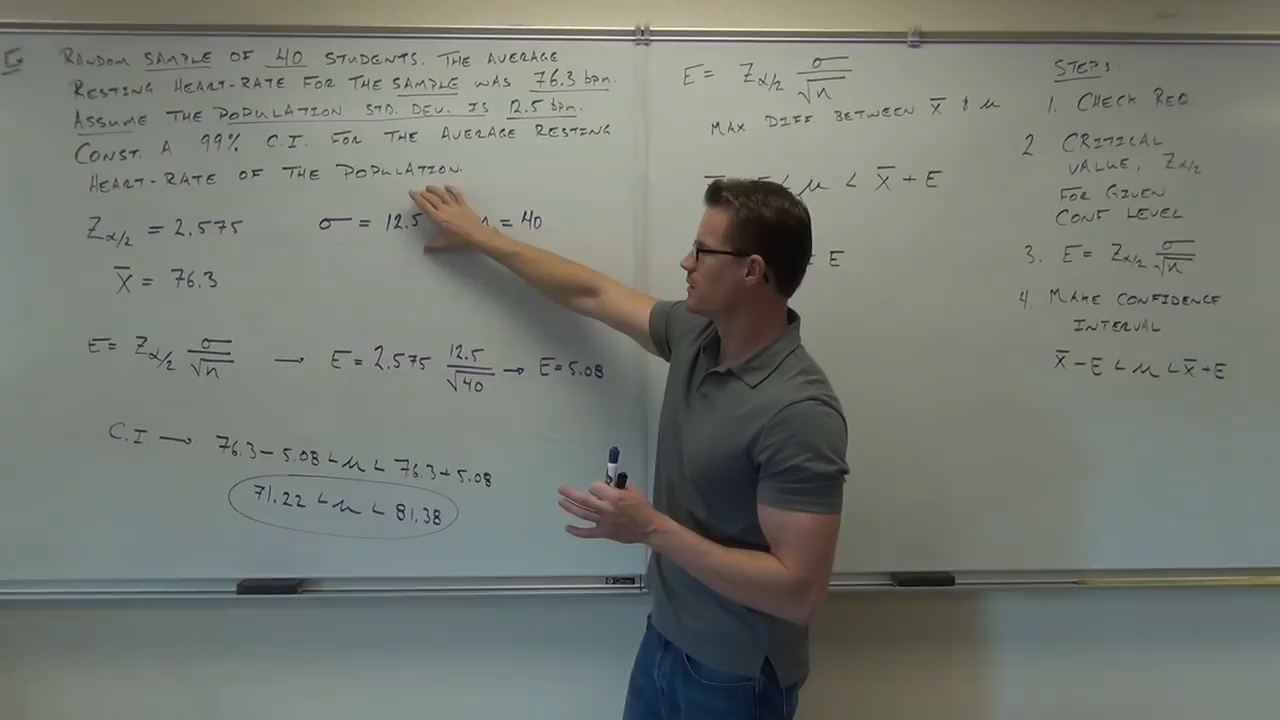 EG RANDOM SAMPLE OF 40 STUDENTS. THE AVERAGE
RESTING HEART-RATE FOR THE SAMPLE WAS 76.3 bpm.
ASSUME THE POPULATION STD. DEV. IS 12.5 bpm.
CONST. A 99% C.I. FOR THE AVERAGE RESTING
HEART-RATE OF THE POPULATION.
Zα/2 = 2.575 σ = 12.5 = 40
x̄ = 76.3
E = Zα/2 σ/√n → E = 2.575 12.5/√40 → E = 5.08
C.I. → 76.3 - 5.08 < μ < 76.3 + 5.08
71.22 < μ < 81.38
E = Zα/2 σ/√n
MAX DIFF BETWEEN x̄ & μ
< μ < x̄ + E
= E
STEPS
1. CHECK REQ
2. CRITICAL
VALUE, Zα/2
FOR GIVEN
CONF LEVEL
3. E = Zα/2 σ/√n
4. MAKE CONFIDENCE
INTERVAL
x̄ - E < μ < x̄ + E